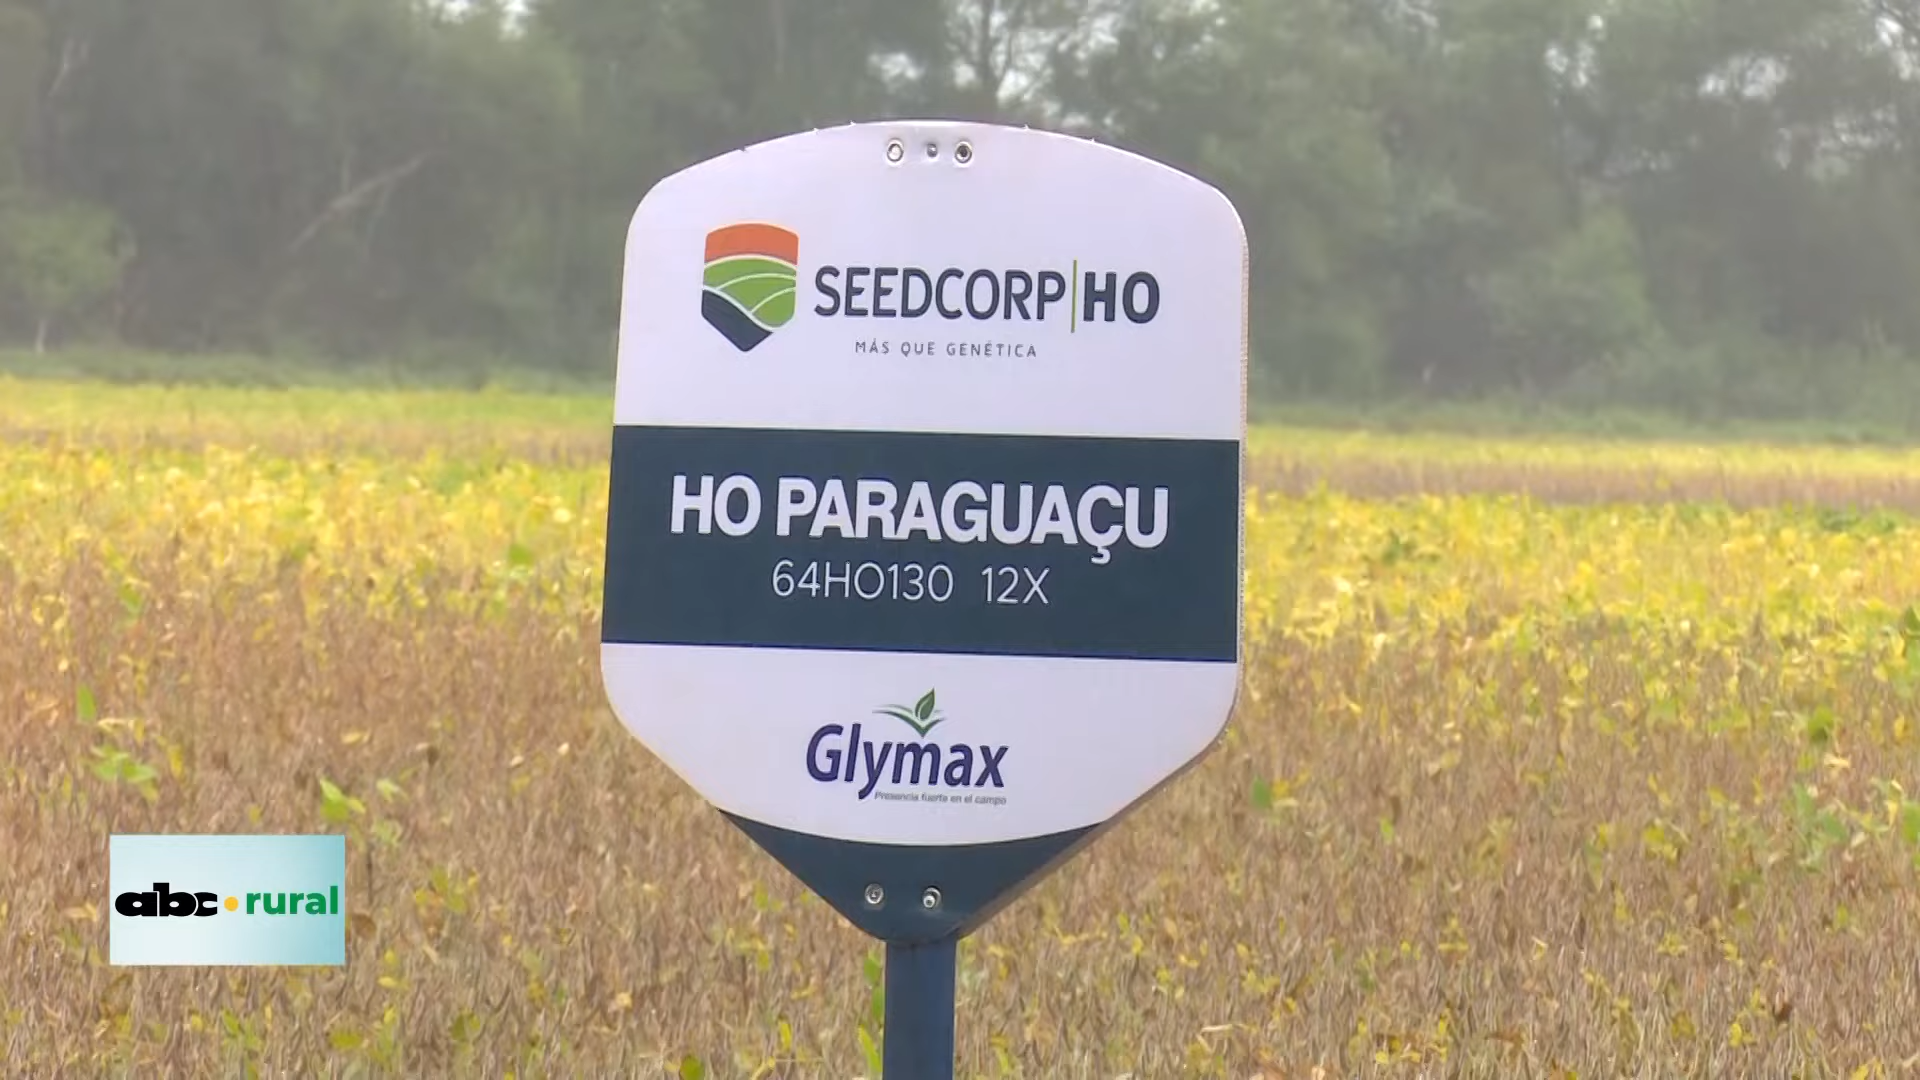 SEEDCORP|HO
MÁS QUE GENÉTICA
HO PARAGUAÇU
64HO130 12X
Glymax
Presencia fuerte en el campo
abc rural